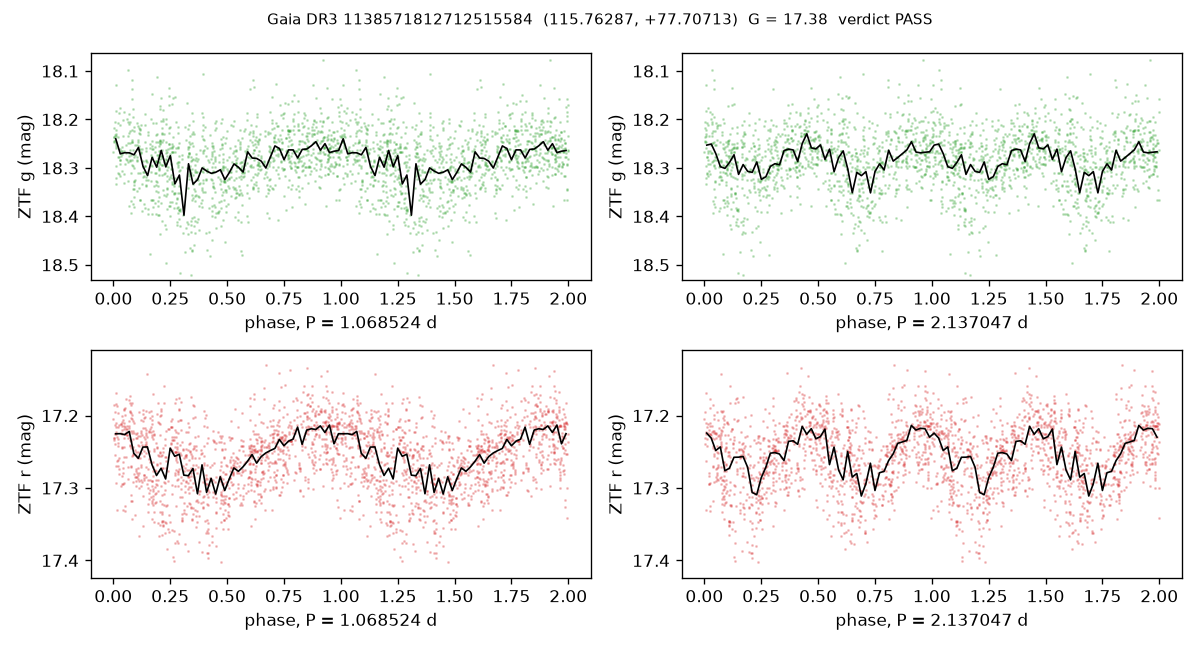 Gaia DR3 1138571812712515584  (115.76287, +77.70713)  G = 17.38  verdict PASS
ZTF g (mag)
18.1
18.2
18.3
18.4
18.5
0.00 0.25 0.50 0.75 1.00 1.25 1.50 1.75 2.00
phase, P = 1.068524 d
ZTF g (mag)
18.1
18.2
18.3
18.4
18.5
0.00 0.25 0.50 0.75 1.00 1.25 1.50 1.75 2.00
phase, P = 2.137047 d
ZTF r (mag)
17.2
17.3
17.4
0.00 0.25 0.50 0.75 1.00 1.25 1.50 1.75 2.00
phase, P = 1.068524 d
ZTF r (mag)
17.2
17.3
17.4
0.00 0.25 0.50 0.75 1.00 1.25 1.50 1.75 2.00
phase, P = 2.137047 d